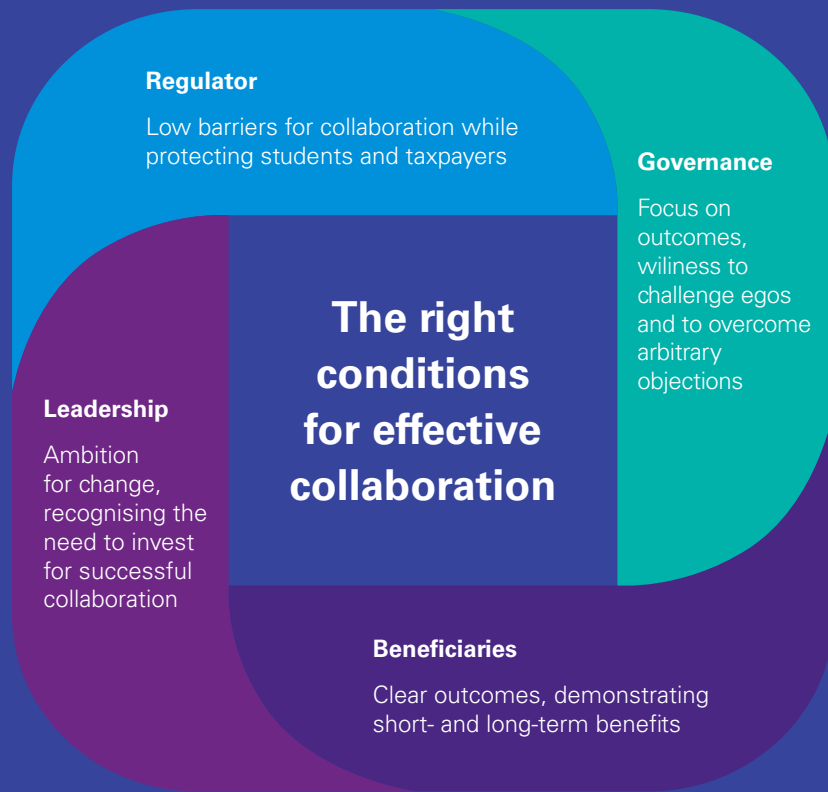 Regulator
Low barriers for collaboration while
protecting students and taxpayers
Governance
Focus on
outcomes,
wiliness to
challenge egos
and to overcome
arbitrary
objections
The right
conditions
for effective
collaboration
Leadership
Ambition
for change,
recognising the
need to invest
for successful
collaboration
Beneficiaries
Clear outcomes, demonstrating
short- and long-term benefits